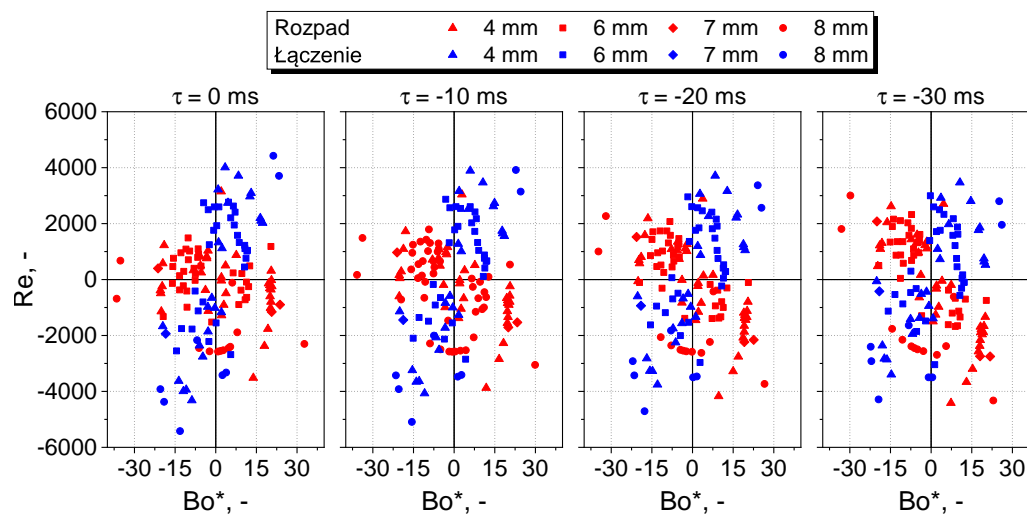 Rozpad 4 mm 6 mm 7 mm 8 mm
Łączenie 4 mm 6 mm 7 mm 8 mm
τ = 0 ms τ = -10 ms τ = -20 ms τ = -30 ms
6000
4000
2000
0
-2000
-4000
-6000
Re, -
-30 -15 0 15 30 -30 -15 0 15 30 -30 -15 0 15 30 -30 -15 0 15 30
Bo*, - Bo*, - Bo*, - Bo*, -